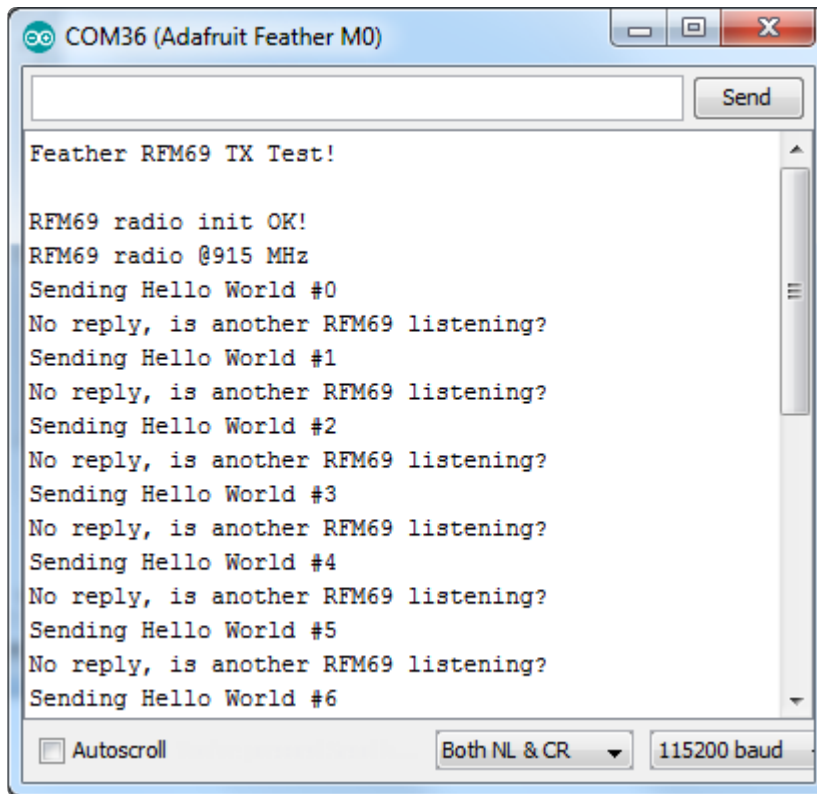 COM36 (Adafruit Feather M0)
Send
Feather RFM69 TX Test!
RFM69 radio init OK!
RFM69 radio @915 MHz
Sending Hello World #0
No reply, is another RFM69 listening?
Sending Hello World #1
No reply, is another RFM69 listening?
Sending Hello World #2
No reply, is another RFM69 listening?
Sending Hello World #3
No reply, is another RFM69 listening?
Sending Hello World #4
No reply, is another RFM69 listening?
Sending Hello World #5
No reply, is another RFM69 listening?
Sending Hello World #6
Autoscroll Both NL & CR 115200 baud